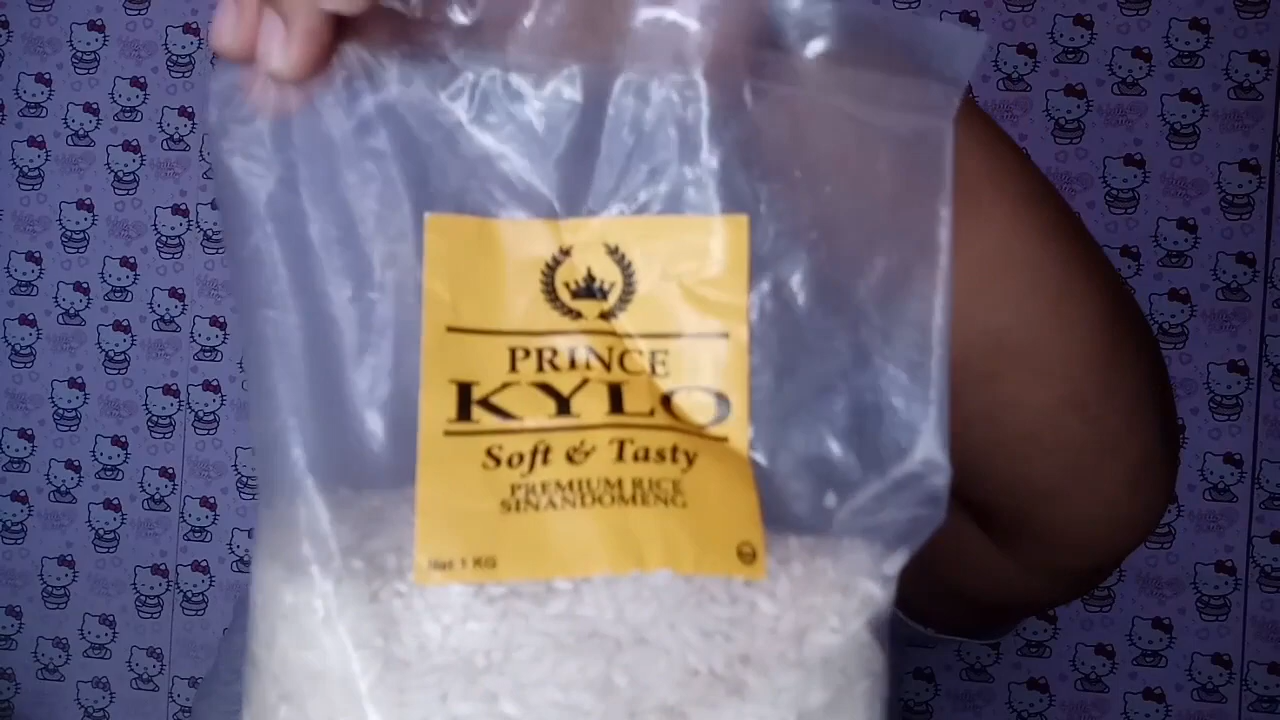 PRINCE
KYLO
Soft & Tasty
PREMIUM RICE
SINANDOMENG
Net 1 KG